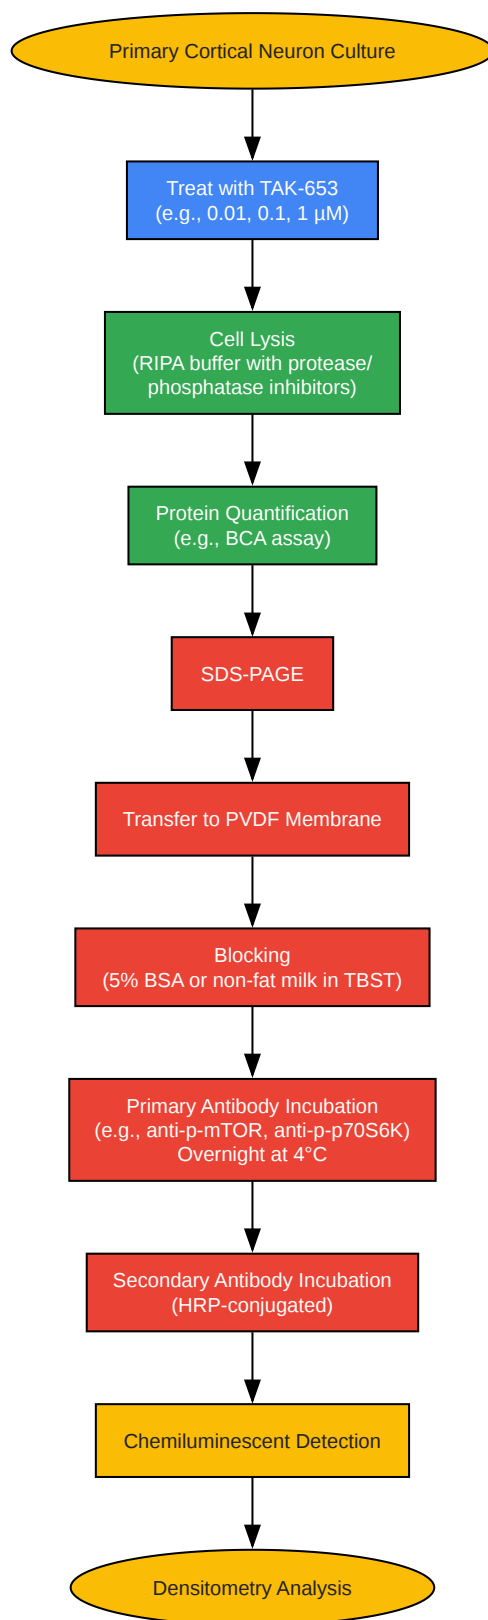 Primary Cortical Neuron Culture
Treat with TAK-653
(e.g., 0.01, 0.1, 1 µM)
Cell Lysis
(RIPA buffer with protease/
phosphatase inhibitors)
Protein Quantification
(e.g., BCA assay)
SDS-PAGE
Transfer to PVDF Membrane
Blocking
(5% BSA or non-fat milk in TBST)
Primary Antibody Incubation
(e.g., anti-p-mTOR, anti-p-p70S6K)
Overnight at 4°C
Secondary Antibody Incubation
(HRP-conjugated)
Chemiluminescent Detection
Densitometry Analysis